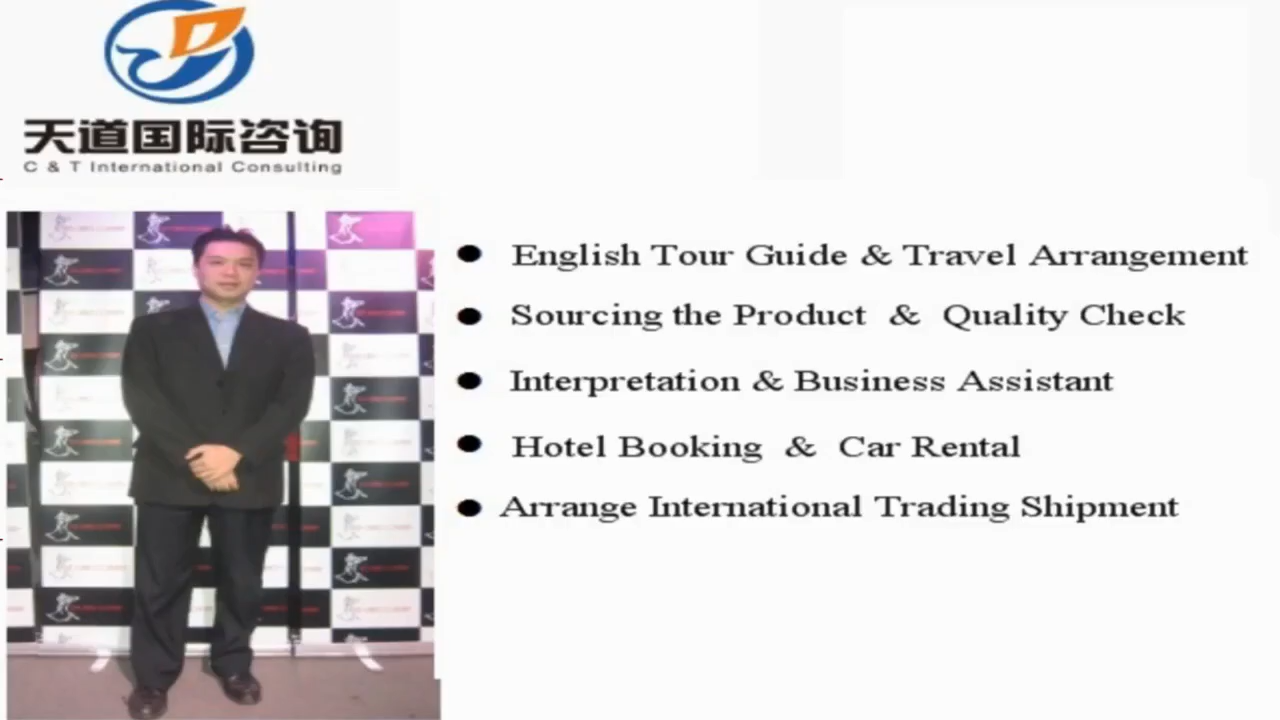 天道国际咨询
C & T International Consulting
English Tour Guide & Travel Arrangement
Sourcing the Product & Quality Check
Interpretation & Business Assistant
Hotel Booking & Car Rental
Arrange International Trading Shipment